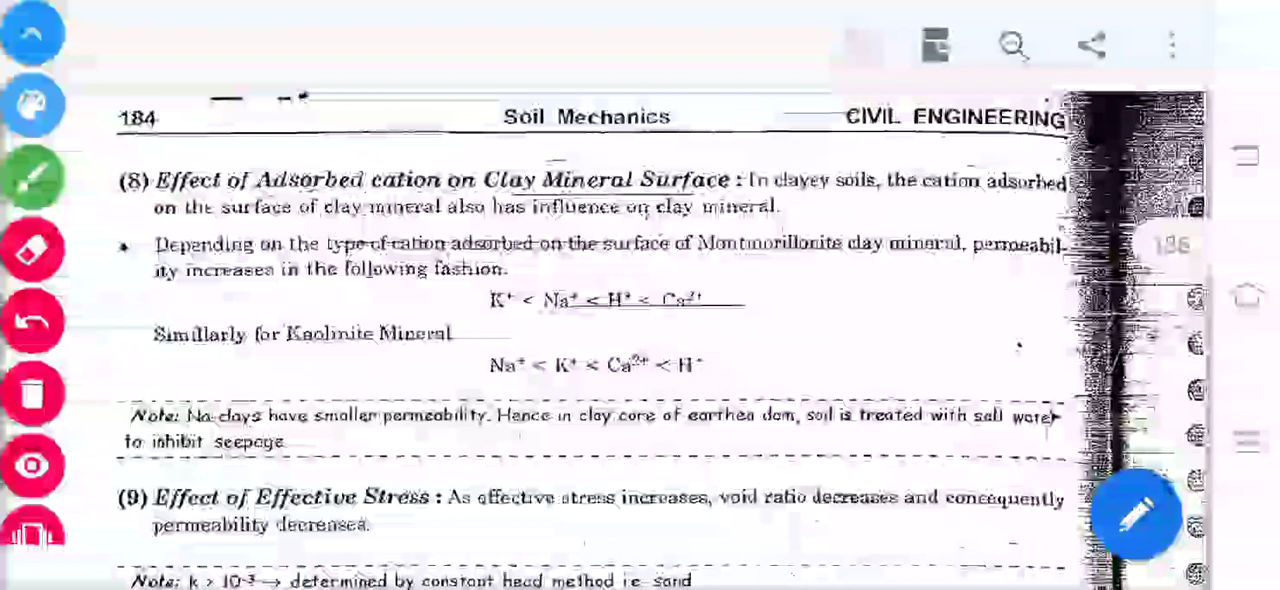 184 Soil Mechanics CIVIL ENGINEERING
(8) Effect of Adsorbed cation on Clay Mineral Surface : In clayey soils, the cation adsorbed
on the surface of clay mineral also has influence on clay mineral.
Depending on the type of cation adsorbed on the surface of Montmorillonite clay mineral, permeabil-
ity increases in the following fashion.
K⁺ < Na⁺ < H⁺ < Ca²⁺
Similarly for Kaolinite Mineral
Na⁺ < K⁺ < Ca²⁺ < H⁺
Note: Na-clays have smaller permeability. Hence in clay core of earthen dam, soil is treated with salt water
to inhibit seepage
(9) Effect of Effective Stress : As effective stress increases, void ratio decreases and consequently
permeability decreases.
Note: k > 10⁻³ → determined by constant head method i.e sand
136